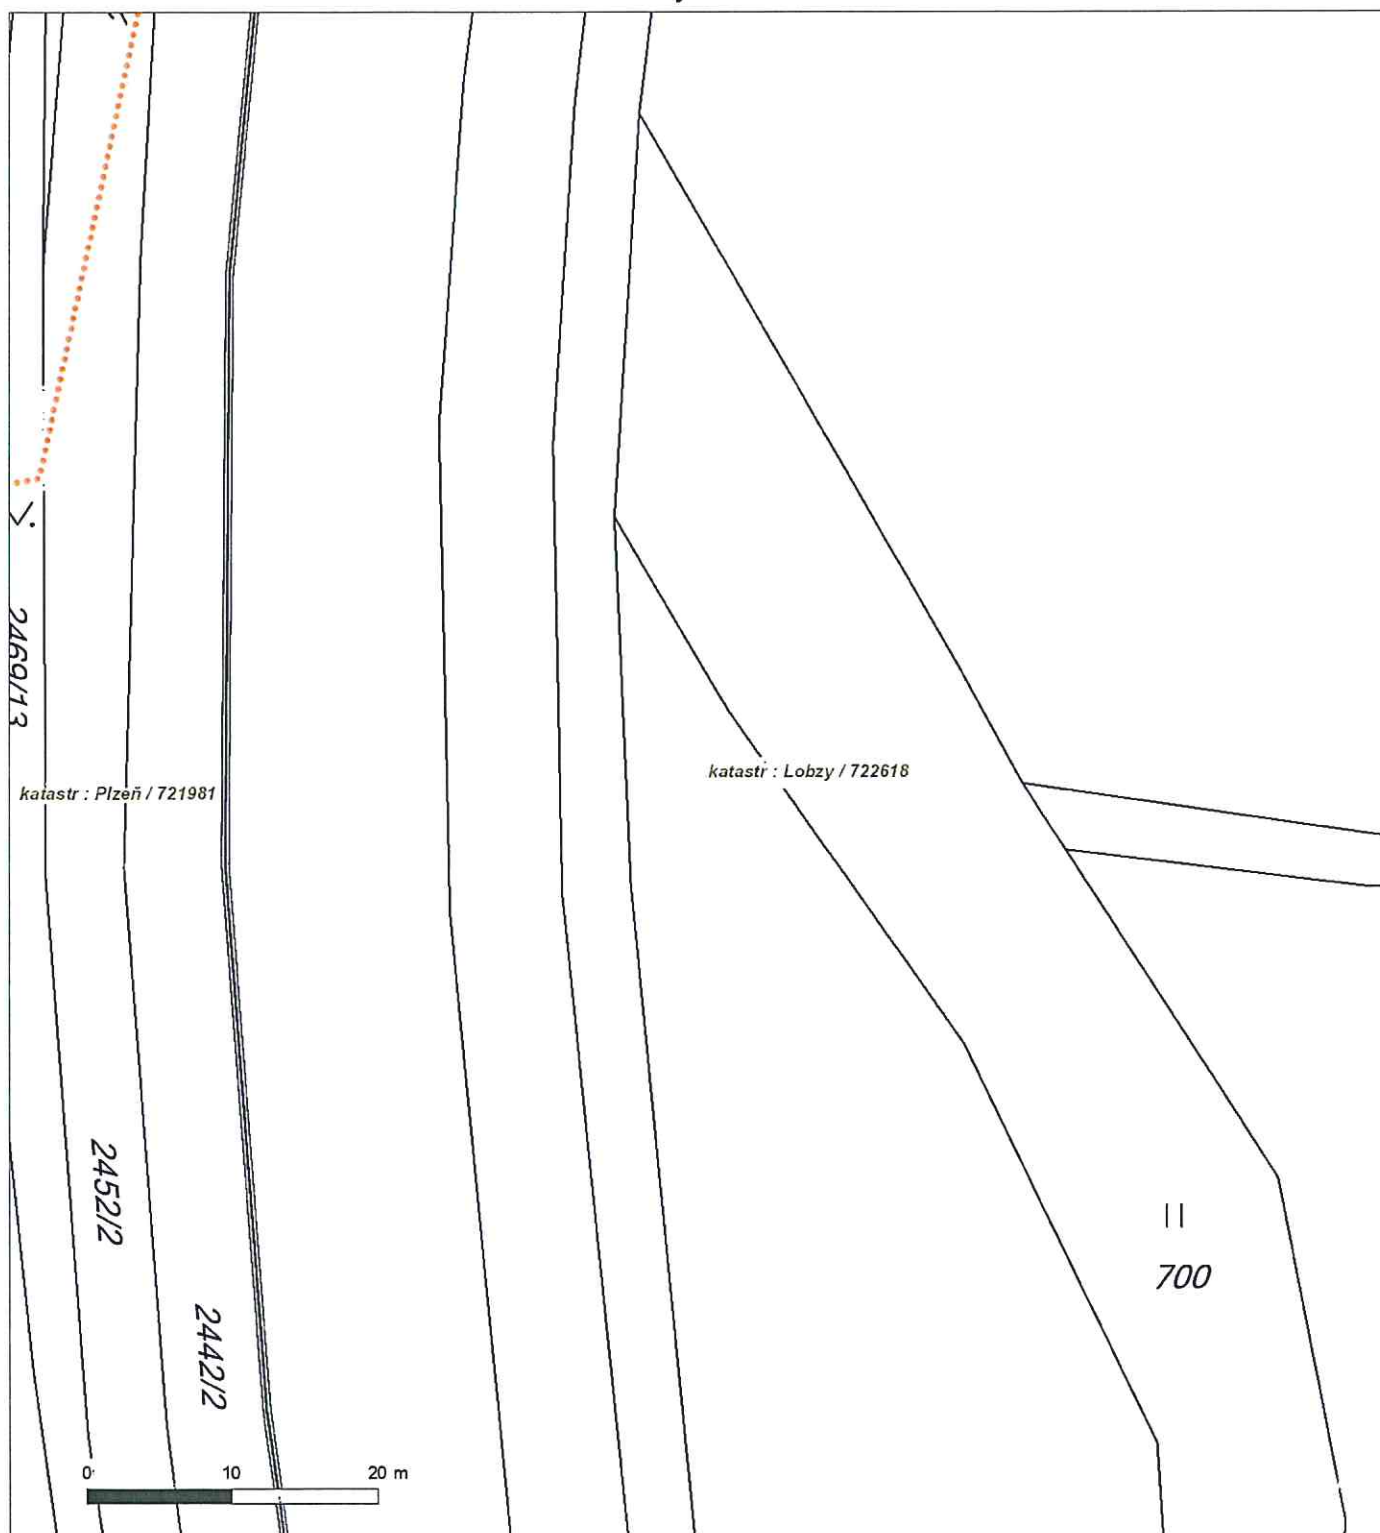 2469/13
katastr : Lobzy / 722618
katastr : Plzeň / 721981
2452/2
2442/2
700
0 10 20 m